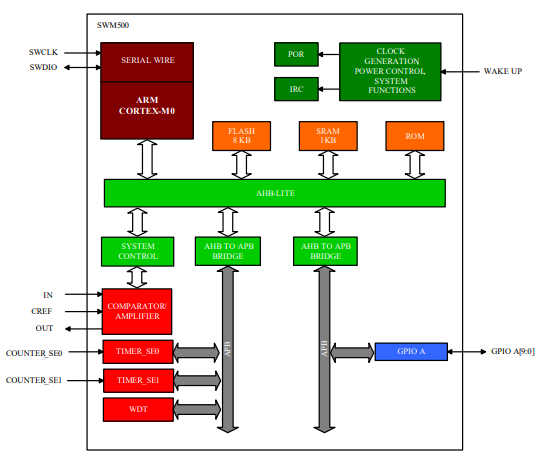 SWM500
SWCLK
SWDIO
SERIAL WIRE
ARM
CORTEX-M0
POR
IRC
CLOCK
GENERATION
POWER CONTROL,
SYSTEM
FUNCTIONS
WAKE UP
FLASH
8 KB
SRAM
1KB
ROM
AHB-LITE
SYSTEM
CONTROL
AHB TO APB
BRIDGE
AHB TO APB
BRIDGE
IN
CREF
OUT
COMPARATOR/
AMPLIFIER
COUNTER_SE0
TIMER_SE0
APB
APB
GPIO A
GPIO A[9:0]
COUNTER_SE1
TIMER_SE1
WDT